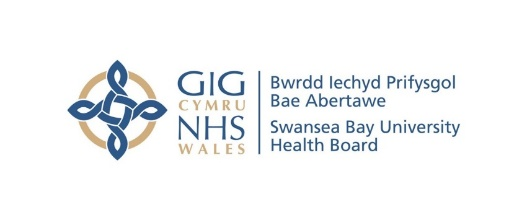 GIG
CYMRU
NHS
WALES
Bwrdd Iechyd Prifysgol
Bae Abertawe
Swansea Bay University
Health Board